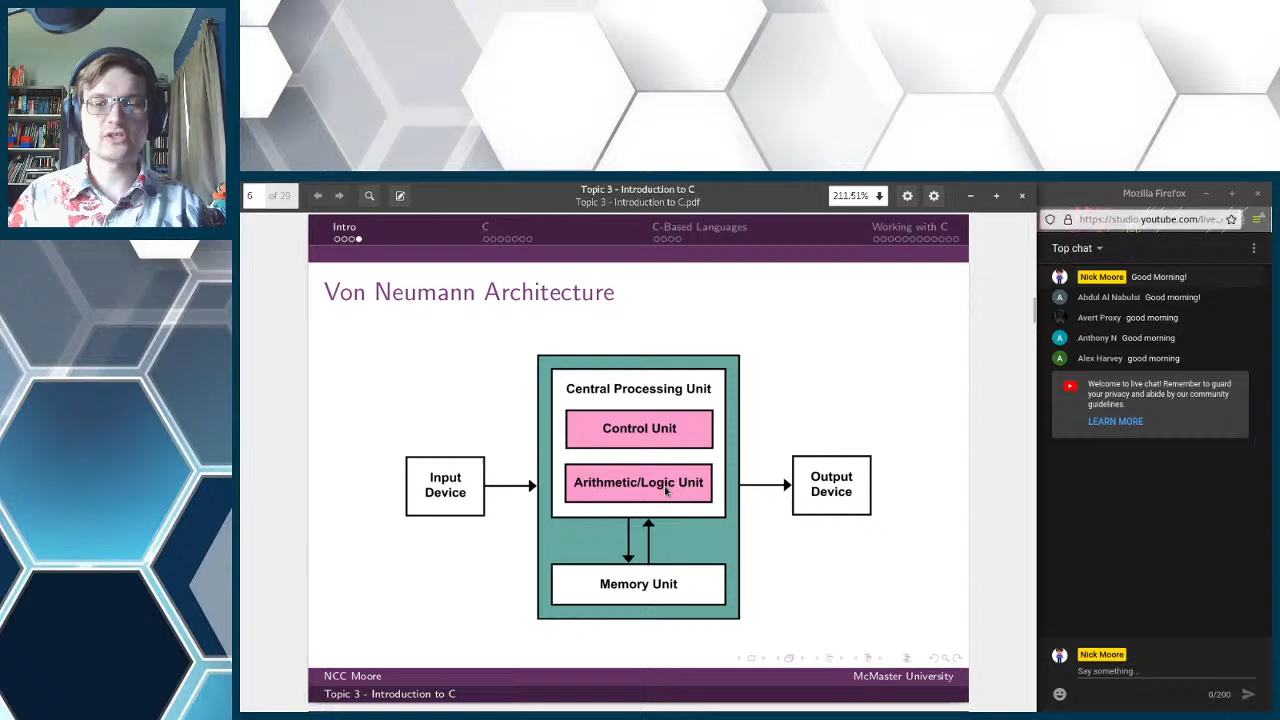 6 of 29
Topic 3 - Introduction to C
Topic 3 - Introduction to C.pdf
211.51%
Mozilla Firefox
https://studio.youtube.com/live_
Intro
C
C-Based Languages
Working with C
Von Neumann Architecture
Central Processing Unit
Control Unit
Arithmetic/Logic Unit
Input
Device
Output
Device
Memory Unit
NCC Moore
McMaster University
Topic 3 - Introduction to C
Top chat
Nick Moore Good Morning!
A Abdul Al Nabulsi Good morning!
Avert Proxy good morning
A Anthony N Good morning
A Alex Harvey good morning
Welcome to live chat! Remember to guard
your privacy and abide by our community
guidelines.
LEARN MORE
Nick Moore
Say something...
0/200